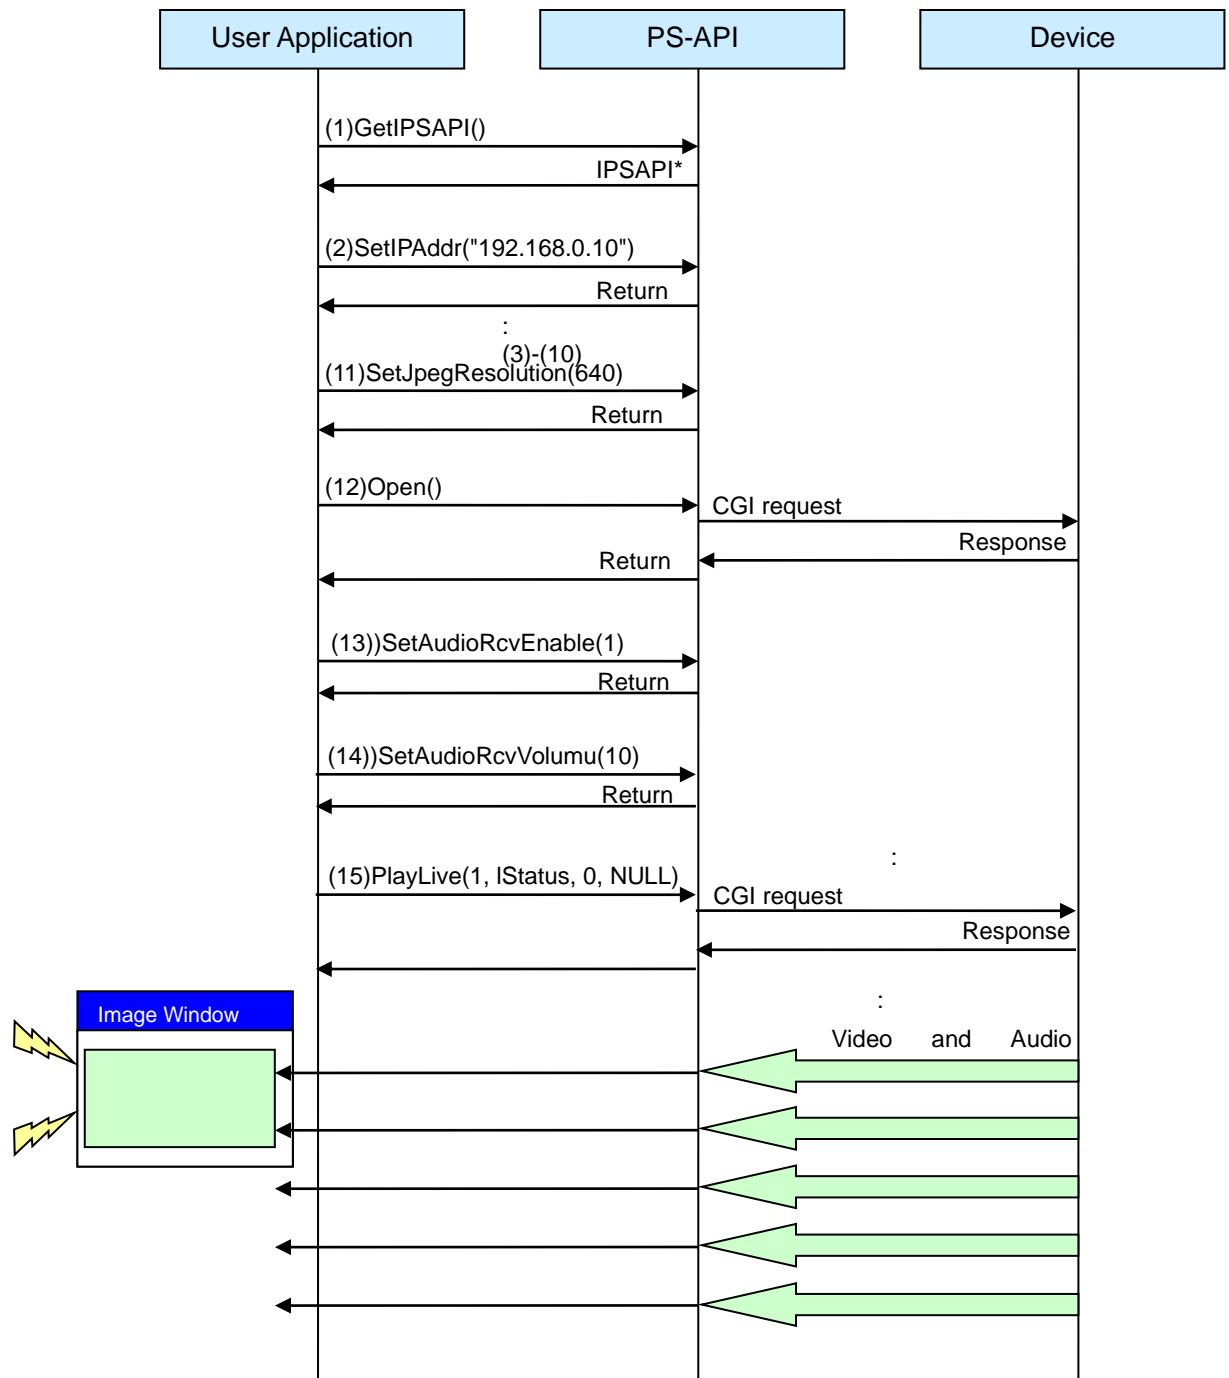 User Application
PS-API
Device
(1)GetIPSAPI()
IPSAPI*
(2)SetIPAddr("192.168.0.10")
Return
:
(3)-(10)
(11)SetJpegResolution(640)
Return
(12)Open()
CGI request
Response
Return
(13))SetAudioRcvEnable(1)
Return
(14))SetAudioRcvVolumu(10)
Return
:
(15)PlayLive(1, lStatus, 0, NULL)
CGI request
Response
:
Image Window
Video and Audio